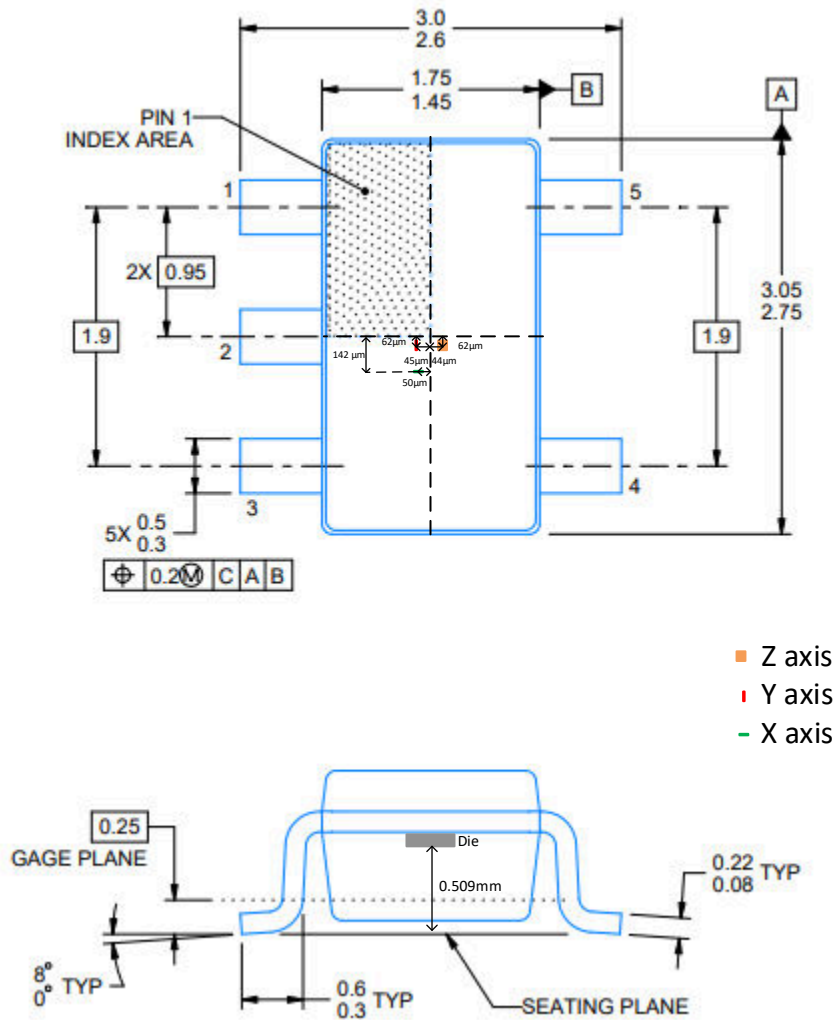 3.0
2.6
1.75
1.45
B
A
PIN 1
INDEX AREA
1
5
2X 0.95
3.05
2.75
1.9
1.9
2
62µm
62µm
142 µm
45µm
44µm
50µm
3
4
5X 0.5
0.3
⌖ 0.2Ⓜ C A B
Z axis
Y axis
X axis
0.25
GAGE PLANE
Die
0.22
0.08 TYP
0.509mm
8°
0° TYP
0.6
0.3 TYP
SEATING PLANE